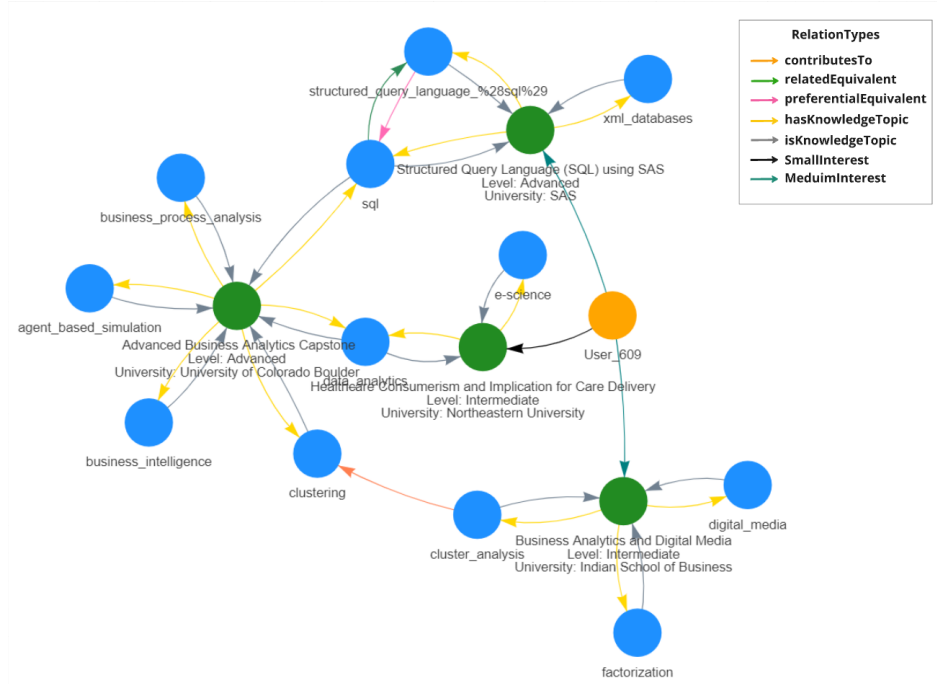 RelationTypes
contributesTo
relatedEquivalent
preferentialEquivalent
hasKnowledgeTopic
isKnowledgeTopic
SmallInterest
MeduimInterest
structured_query_language_%28sql%29
xml_databases
Structured Query Language (SQL) using SAS
Level: Advanced
University: SAS
sql
business_process_analysis
e-science
agent_based_simulation
Advanced Business Analytics Capstone
Level: Advanced
University: University of Colorado Boulder
User_609
data_analytics
Healthcare Consumerism and Implication for Care Delivery
Level: Intermediate
University: Northeastern University
business_intelligence
clustering
cluster_analysis
digital_media
Business Analytics and Digital Media
Level: Intermediate
University: Indian School of Business
factorization